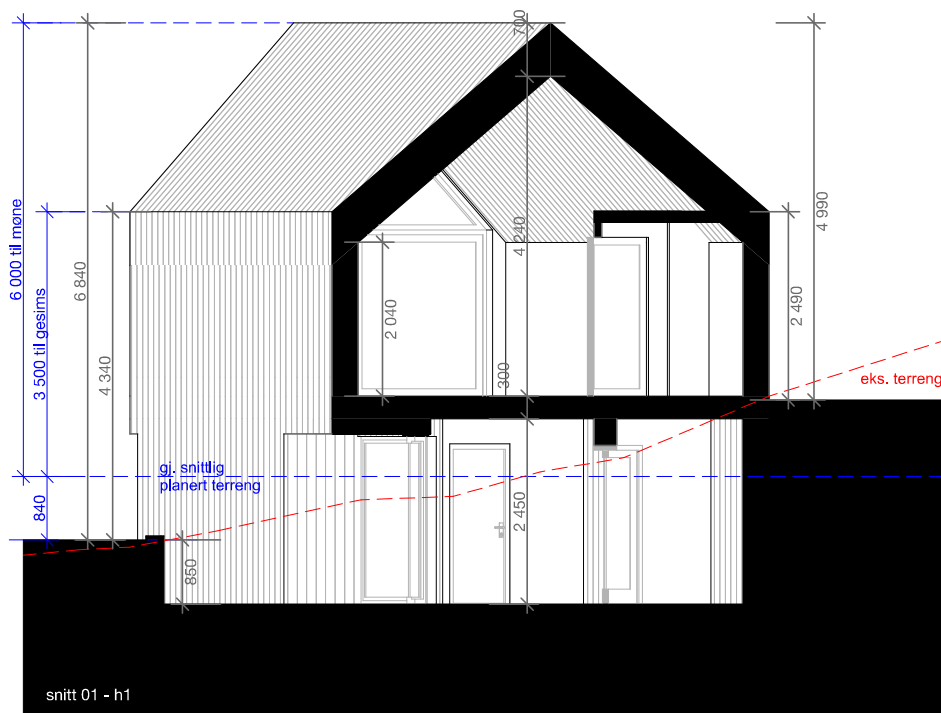 700
6 000 til møne
3 500 til gesims
6 840
4 340
840
850
2 040
4 240
300
2 450
4 990
2 490
eks. terreng
gj. snittlig
planert terreng
snitt 01 - h1